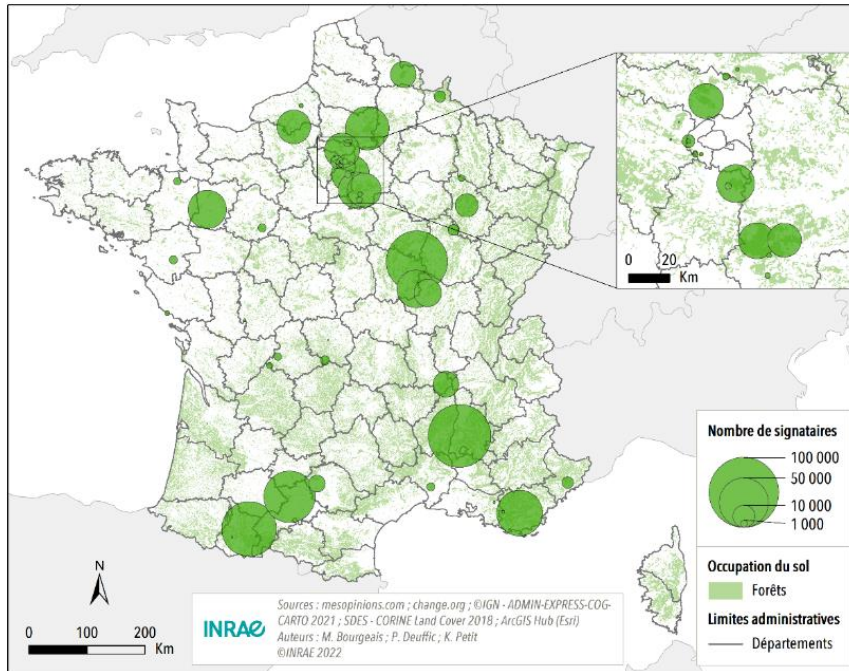 0 20
Km
Nombre de signataires
100 000
50 000
10 000
1 000
Occupation du sol
Forêts
Limites administratives
Départements
N
0 100 200
Km
INRAE
Sources : mesopinions.com ; change.org ; ©IGN - ADMIN-EXPRESS-COG-
CARTO 2021 ; SDES - CORINE Land Cover 2018 ; ArcGIS Hub (Esri)
Auteurs : M. Bourgeais ; P. Deuffic ; K. Petit
©INRAE 2022